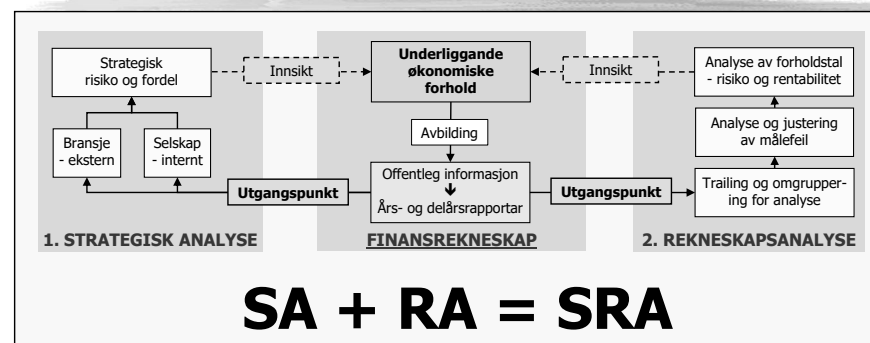 Strategisk
risiko og fordel
Innsikt
Bransje
- ekstern
Selskap
- internt
Utgangspunkt
1. STRATEGISK ANALYSE
Underliggande
økonomiske
forhold
Avbilding
Offentleg informasjon
Års- og delårsrapportar
FINANSREKNESKAP
Innsikt
Analyse av forholdstal
- risiko og rentabilitet
Analyse og justering
av målefeil
Utgangspunkt
Trailing og omgrupper-
ing for analyse
2. REKNESKAPSANALYSE
SA + RA = SRA